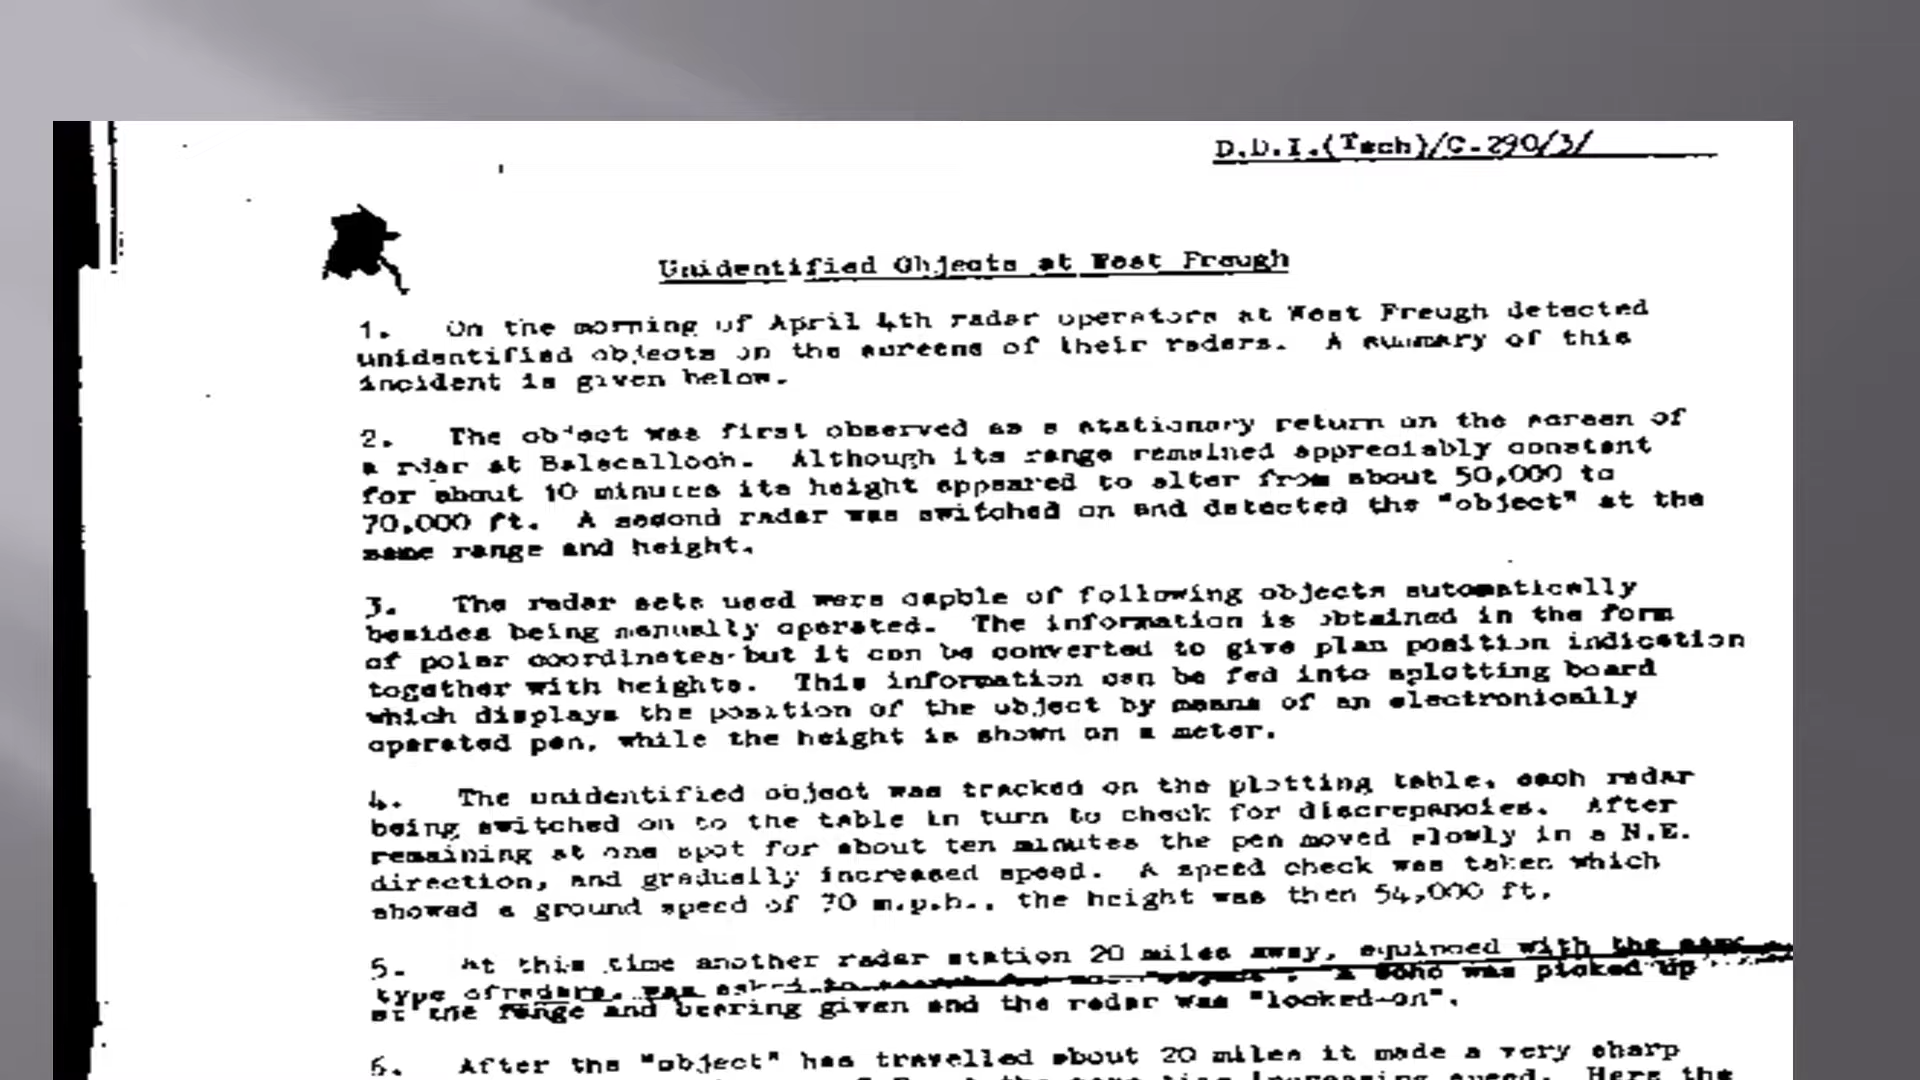 D.D.I.(Tech)/C.290/3/
Unidentified Objects at West Freugh
1. On the morning of April 4th radar operators at West Freugh detected
unidentified objects on the screens of their radars. A summary of this
incident is given below.
2. The object was first observed as a stationary return on the screen of
a rdar at Balscalloch. Although its range remained appreciably constant
for about 10 minutes its height appeared to alter from about 50,000 to
70,000 ft. A second radar was switched on and detected the "object" at the
same range and height.
3. The radar sets used were capble of following objects automatically
besides being manually operated. The information is obtained in the form
of polar coordinates but it can be converted to give plan position indication
together with heights. This information can be fed into aplotting board
which displays the position of the object by means of an electronically
operated pen, while the height is shown on a meter.
4. The unidentified object was tracked on the plotting table, each radar
being switched on to the table in turn to check for discrepancies. After
remaining at one spot for about ten minutes the pen moved slowly in a N.E.
direction, and gradually increased speed. A speed check was taken which
showed a ground speed of 70 m.p.h., the height was then 54,000 ft.
5. At this time another radar station 20 miles away, equipped with the same
type ofradars, was asked to A echo was picked up
at the range and bearing given and the radar was "locked-on".
6. After the "object" has travelled about 20 miles it made a very sharp
increasing speed. Here the